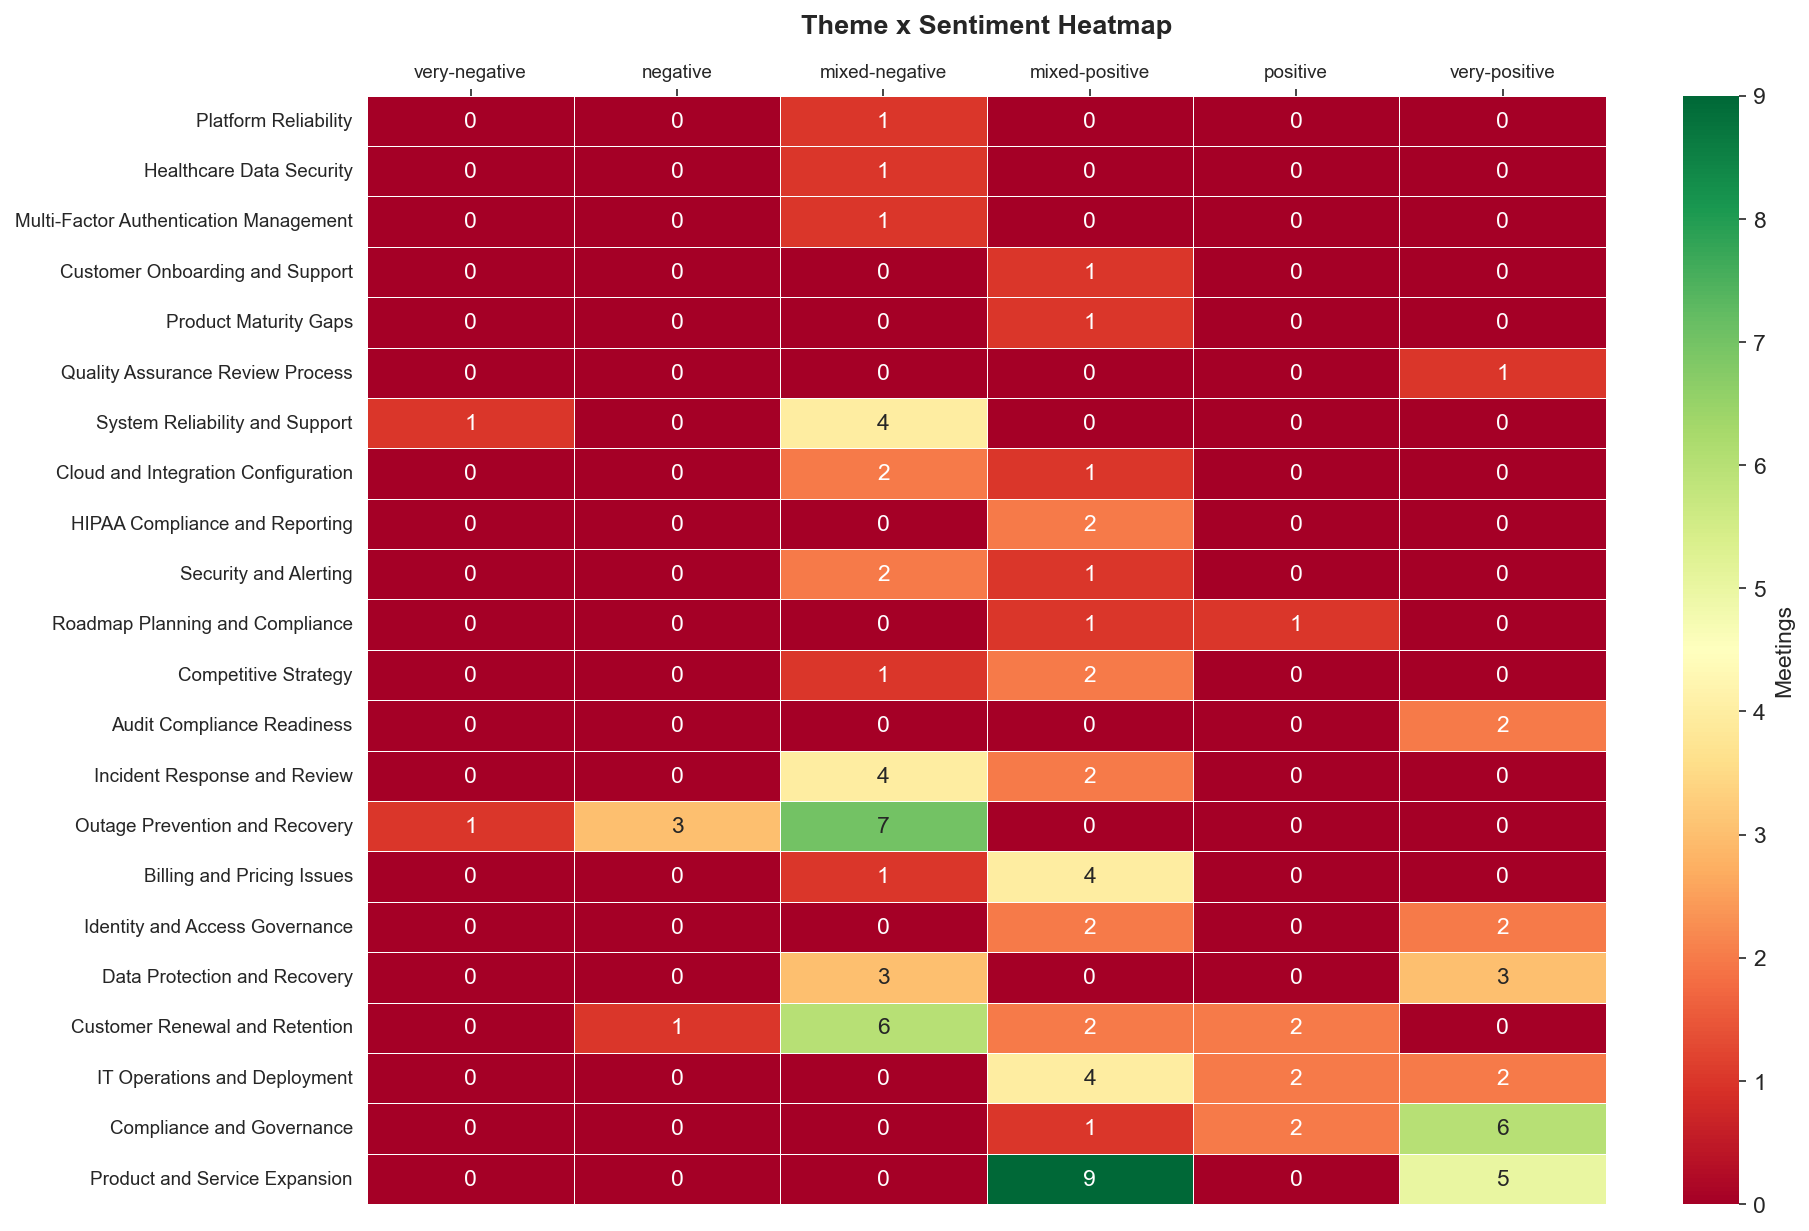 Theme x Sentiment Heatmap
very-negative negative mixed-negative mixed-positive positive very-positive
Platform Reliability 0 0 1 0 0 0
Healthcare Data Security 0 0 1 0 0 0
Multi-Factor Authentication Management 0 0 1 0 0 0
Customer Onboarding and Support 0 0 0 1 0 0
Product Maturity Gaps 0 0 0 1 0 0
Quality Assurance Review Process 0 0 0 0 0 1
System Reliability and Support 1 0 4 0 0 0
Cloud and Integration Configuration 0 0 2 1 0 0
HIPAA Compliance and Reporting 0 0 0 2 0 0
Security and Alerting 0 0 2 1 0 0
Roadmap Planning and Compliance 0 0 0 1 1 0
Competitive Strategy 0 0 1 2 0 0
Audit Compliance Readiness 0 0 0 0 0 2
Incident Response and Review 0 0 4 2 0 0
Outage Prevention and Recovery 1 3 7 0 0 0
Billing and Pricing Issues 0 0 1 4 0 0
Identity and Access Governance 0 0 0 2 0 2
Data Protection and Recovery 0 0 3 0 0 3
Customer Renewal and Retention 0 1 6 2 2 0
IT Operations and Deployment 0 0 0 4 2 2
Compliance and Governance 0 0 0 1 2 6
Product and Service Expansion 0 0 0 9 0 5
9
8
7
6
5
4
3
2
1
0
Meetings